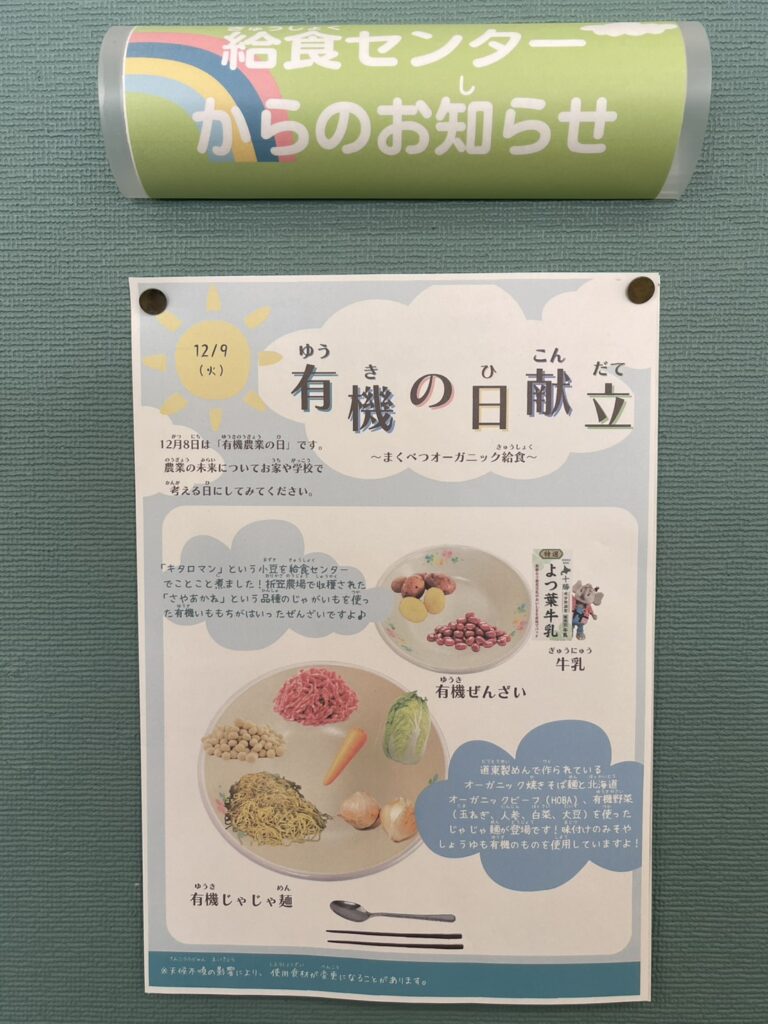 給食センター
からのお知らせ
12/9
(火)
有機の日献立
12月8日は「有機農業の日」です。
農業の未来についてお家や学校で
考える日にしてみてください。
～まくべつオーガニック給食～
「キタロマン」という小豆を給食センター
でことこと煮ました！折笠農場で収穫された
「さやあかね」という品種のじゃがいもを使っ
た有機いももちがはいったぜんざいですよ♪
特選
十勝
よつ葉牛乳
牛乳
有機ぜんざい
道東製めんで作られている
オーガニック焼きそば麺と北海道
オーガニックビーフ(HOBA)、有機野菜
(玉ねぎ、人参、白菜、大豆)を使った
じゃじゃ麺が登場です！味付けのみそや
しょうゆも有機のものを使用していますよ！
有機じゃじゃ麺
※天候不順の影響により、使用食材が変更になることがあります。